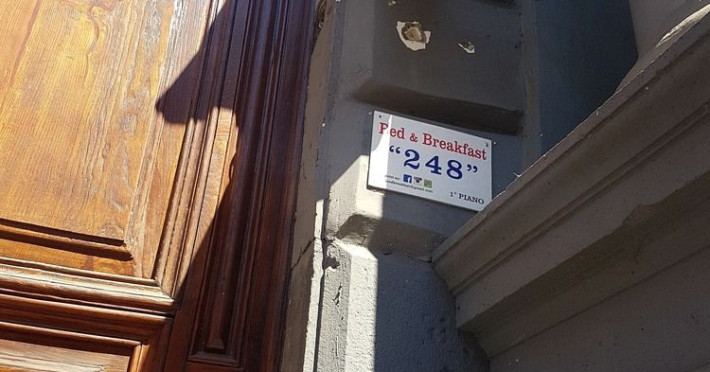 Bed & Breakfast
“248”
1° PIANO